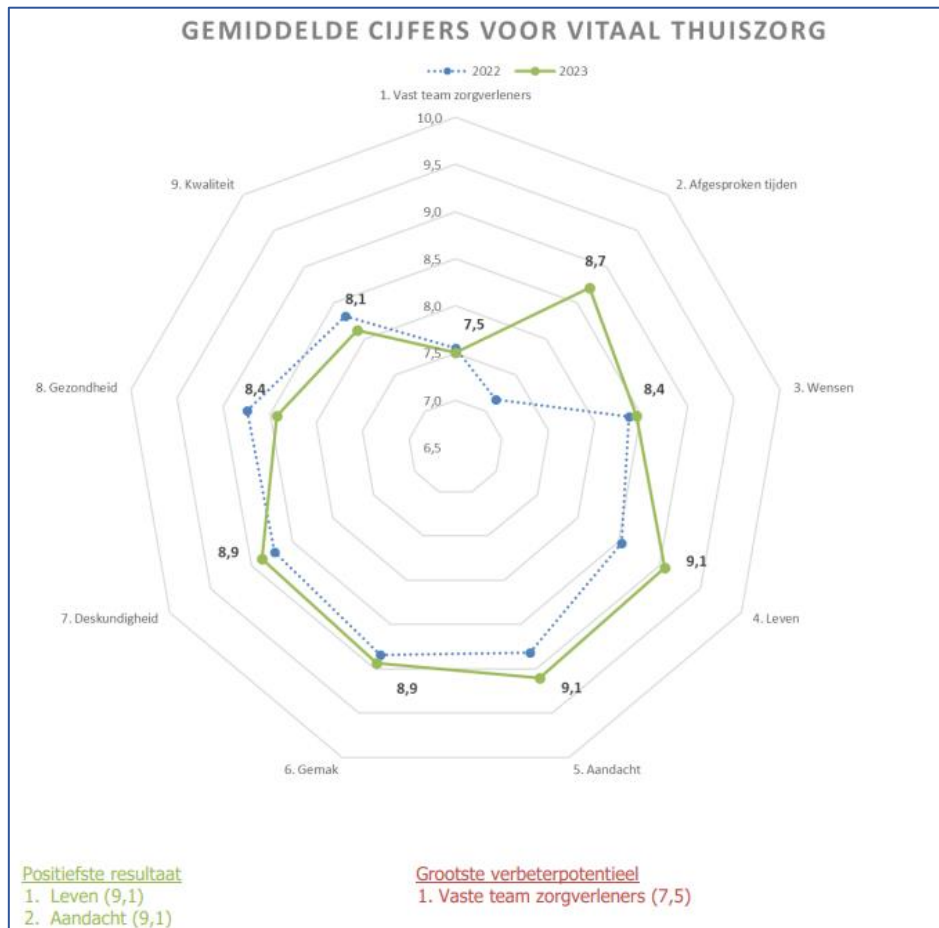 GEMIDDELDE CIJFERS VOOR VITAAL THUISZORG
2022 2023
1. Vast team zorgverleners
10,0
9. Kwaliteit
2. Afgesproken tijden
9,5
9,0
8,7
8,5
8,1
8,0
7,5
7,5
8. Gezondheid
8,4
8,4
3. Wensen
7,0
6,5
8,9
9,1
7. Deskundigheid
4. Leven
8,9
9,1
6. Gemak
5. Aandacht
Positiefste resultaat
1. Leven (9,1)
2. Aandacht (9,1)
Grootste verbeterpotentieel
1. Vaste team zorgverleners (7,5)